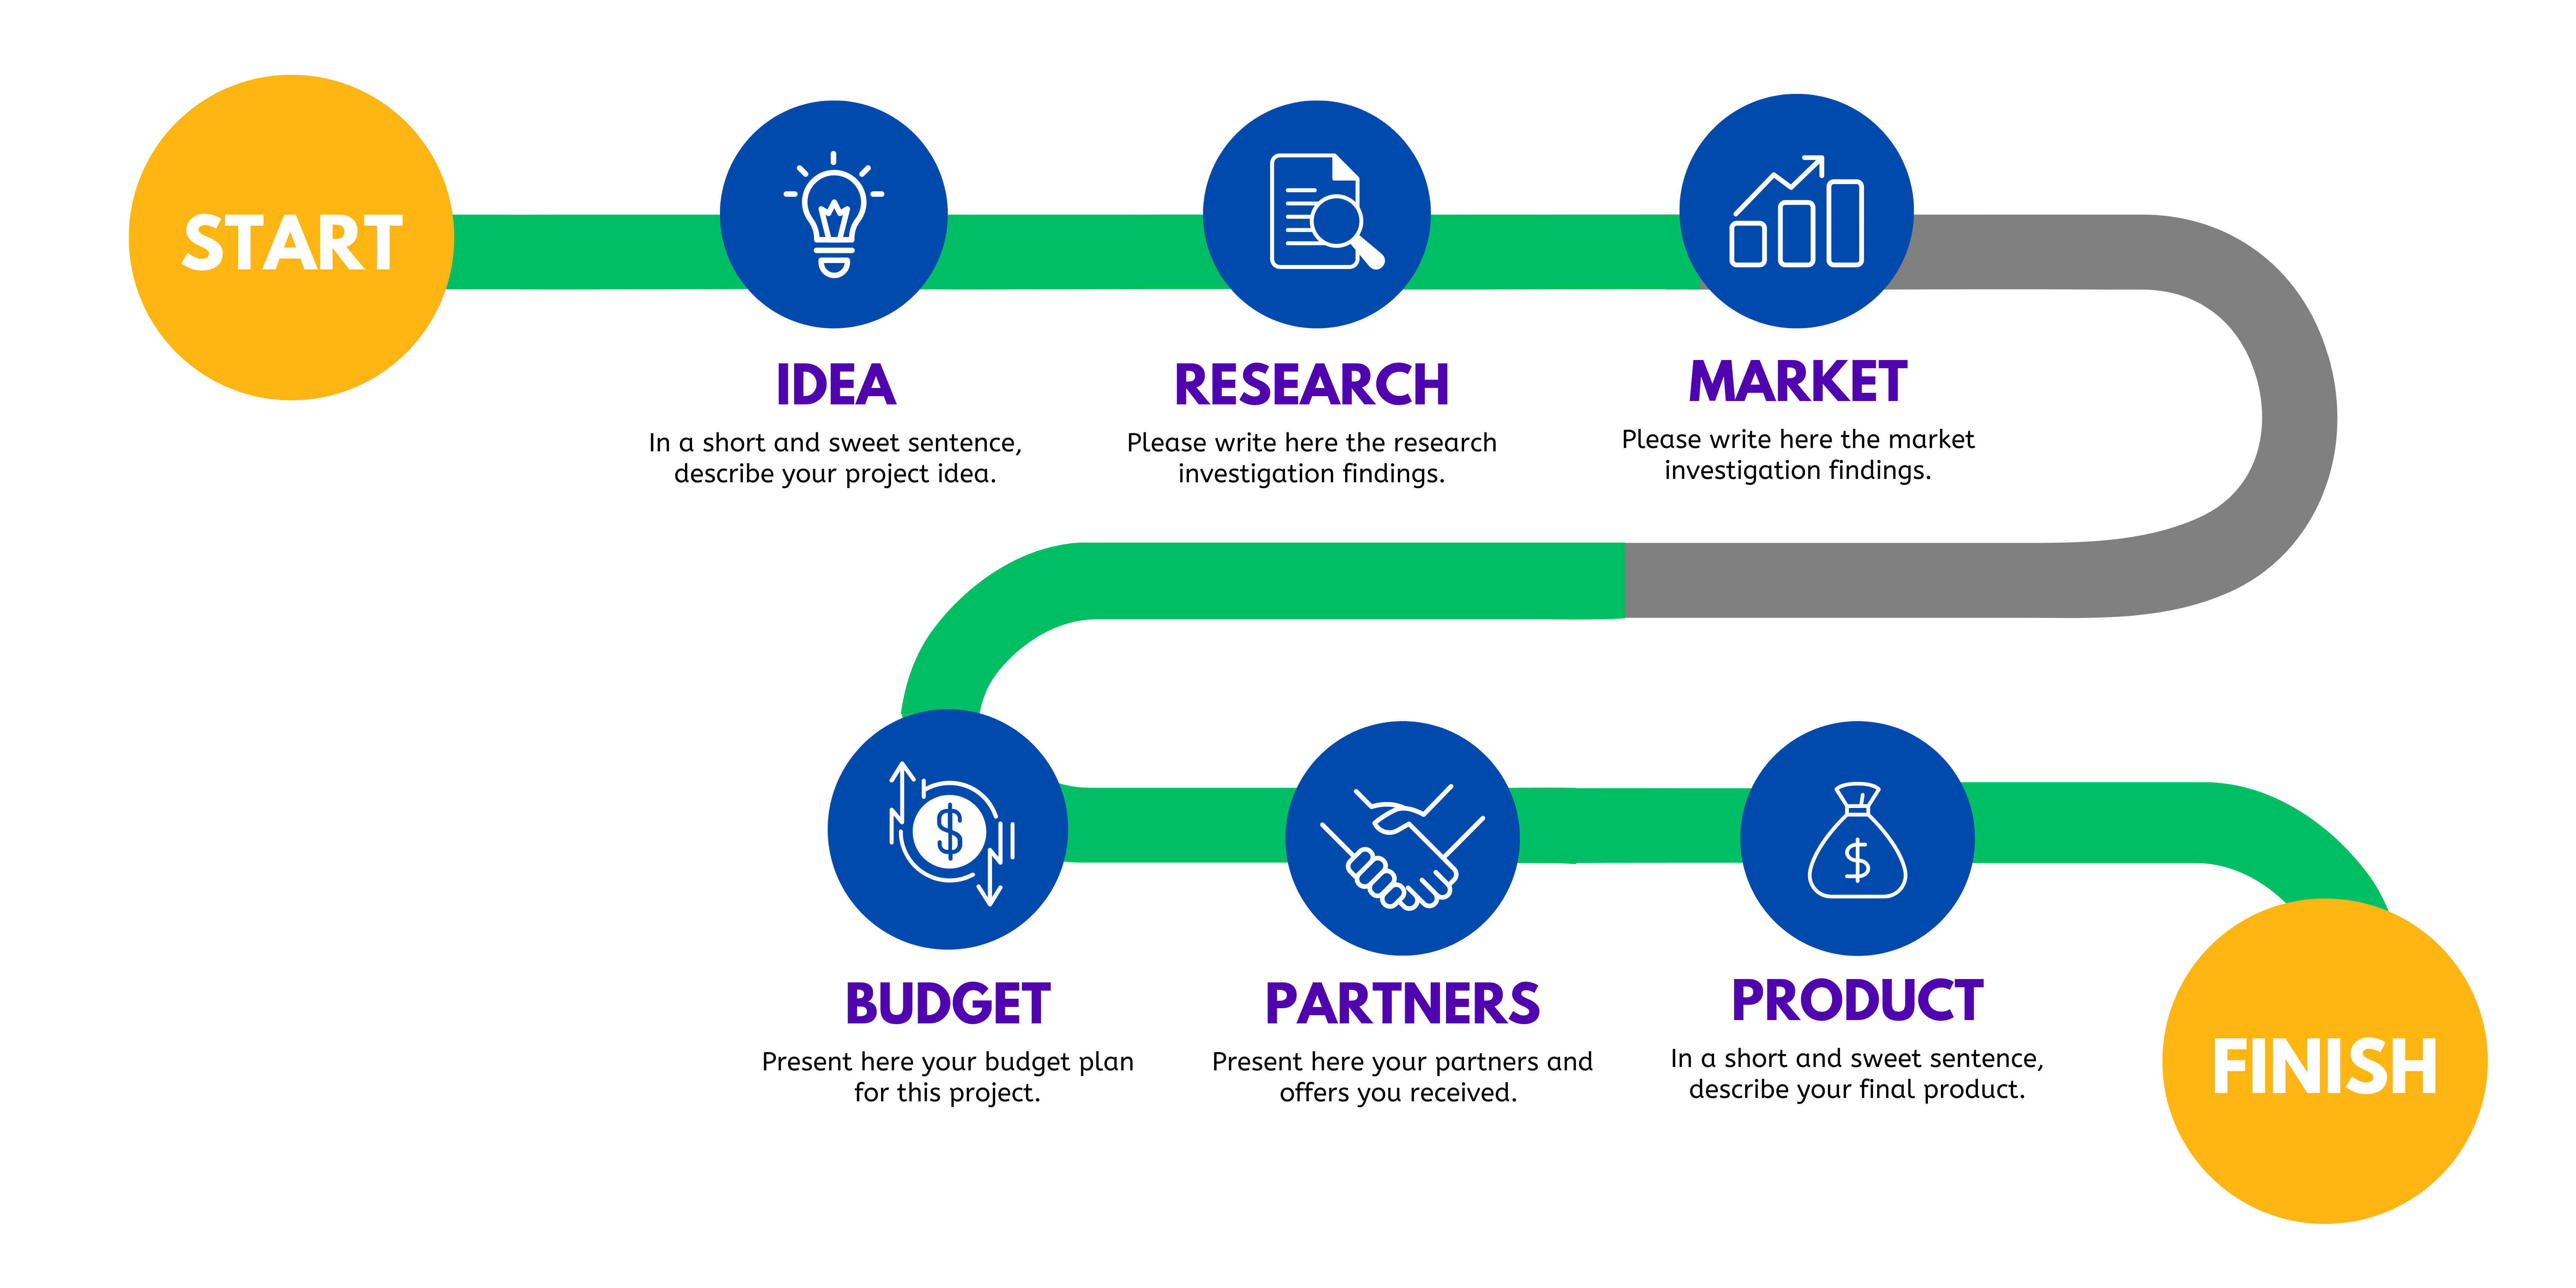 START
IDEA
In a short and sweet sentence,
describe your project idea.
RESEARCH
Please write here the research
investigation findings.
MARKET
Please write here the market
investigation findings.
$
BUDGET
Present here your budget plan
for this project.
PARTNERS
Present here your partners and
offers you received.
$
PRODUCT
In a short and sweet sentence,
describe your final product.
FINISH